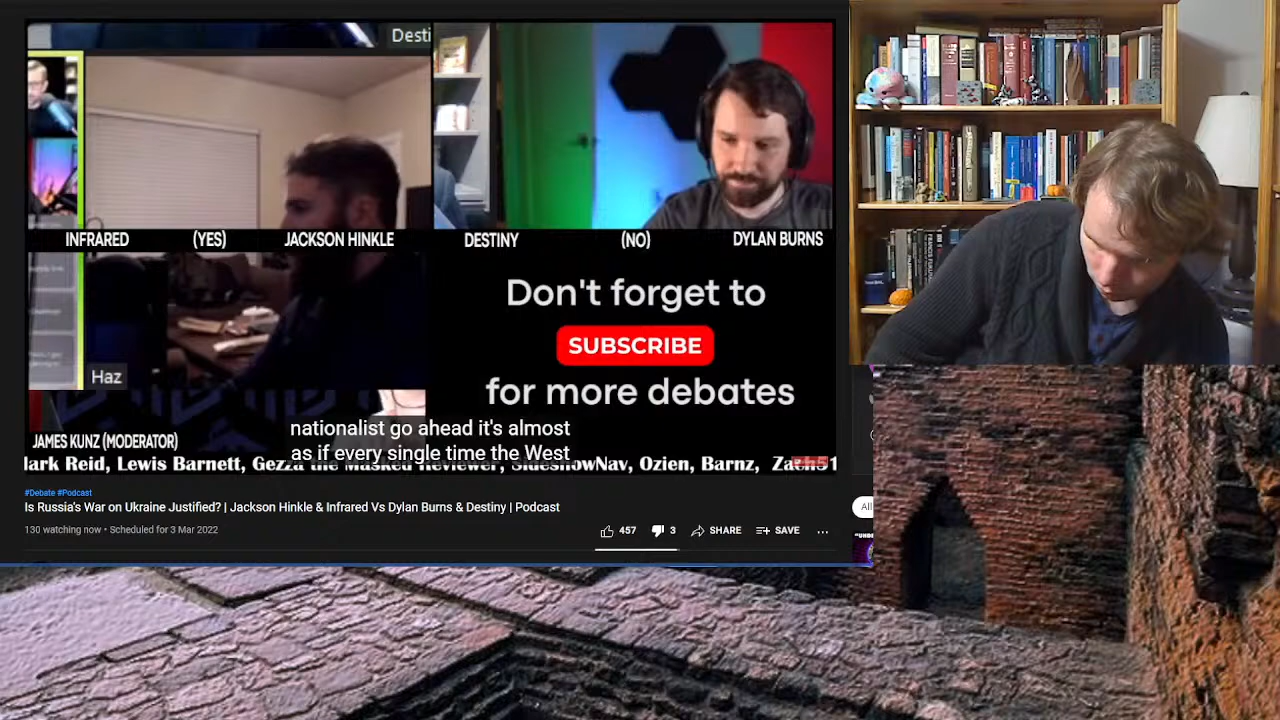 Desti
INFRARED (YES) JACKSON HINKLE
DESTINY (NO) DYLAN BURNS
Don't forget to
SUBSCRIBE
for more debates
Haz
nationalist go ahead it's almost
as if every single time the West
JAMES KUNZ (MODERATOR)
lark Reid, Lewis Barnett, Gezza the Masked Reviewer, SideshowNav, Ozien, Barnz, Zach51
#Debate #Podcast
Is Russia's War on Ukraine Justified? | Jackson Hinkle & Infrared Vs Dylan Burns & Destiny | Podcast
130 watching now • Scheduled for 3 Mar 2022
457 3 SHARE SAVE ...
All